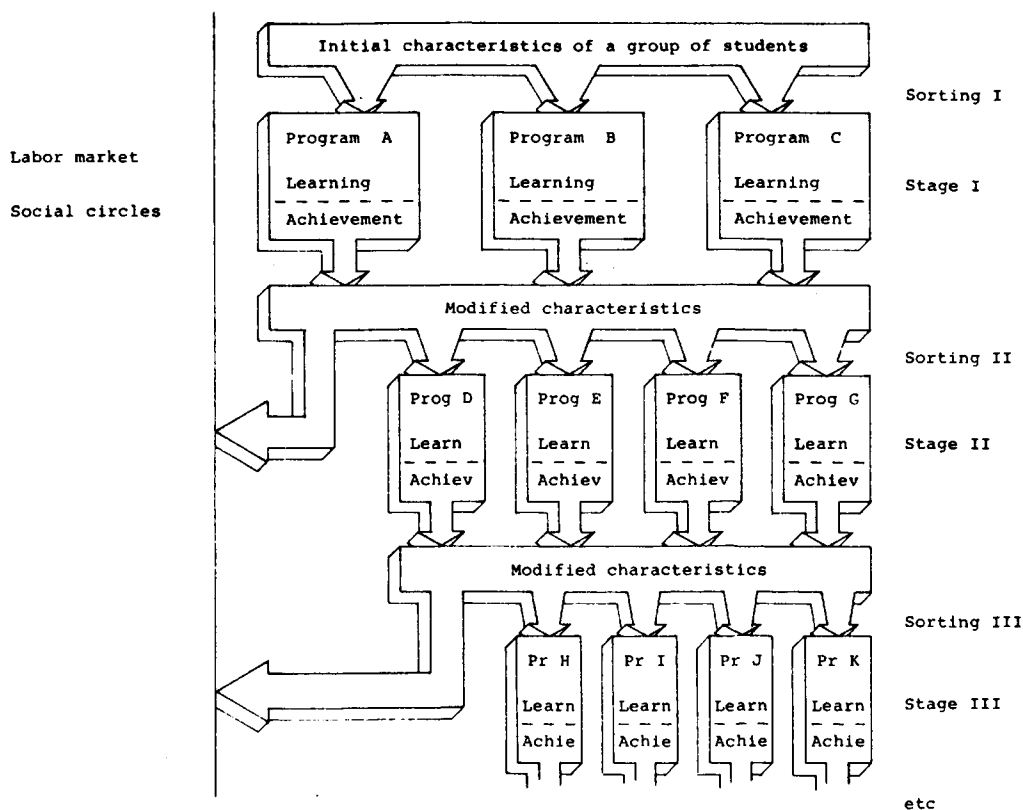 Initial characteristics of a group of students
Sorting I
Program A
Program B
Program C
Labor market
Learning
Learning
Learning
Stage I
Social circles
Achievement
Achievement
Achievement
Modified characteristics
Sorting II
Prog D
Prog E
Prog F
Prog G
Learn
Learn
Learn
Learn
Stage II
Achiev
Achiev
Achiev
Achiev
Modified characteristics
Sorting III
Pr H
Pr I
Pr J
Pr K
Learn
Learn
Learn
Learn
Stage III
Achie
Achie
Achie
Achie
etc